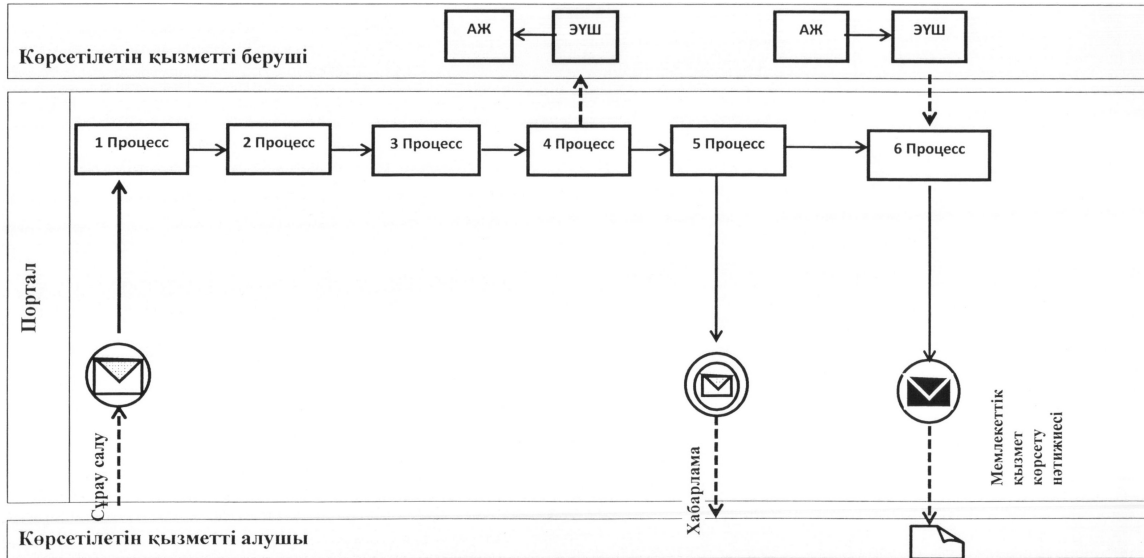 АЖ
ЭҮШ
АЖ
ЭҮШ
Көрсетілетін қызметті беруші
1 Процесс
2 Процесс
3 Процесс
4 Процесс
5 Процесс
6 Процесс
Портал
Сұрау салу
Хабарлама
Мемлекеттік
қызмет
көрсету
нәтижиесі
Көрсетілетін қызметті алушы